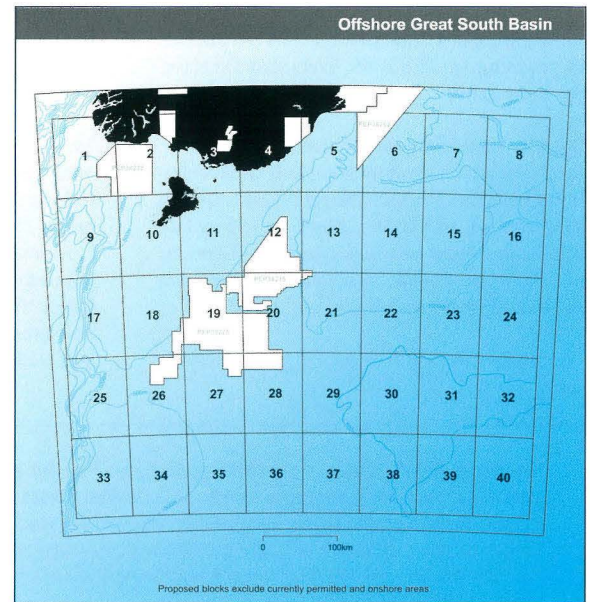 Offshore Great South Basin
1 2 3 4 5 6 7 8
9 10 11 12 13 14 15 16
17 18 19 20 21 22 23 24
25 26 27 28 29 30 31 32
33 34 35 36 37 38 39 40
0 100km
Proposed blocks exclude currently permitted and onshore areas